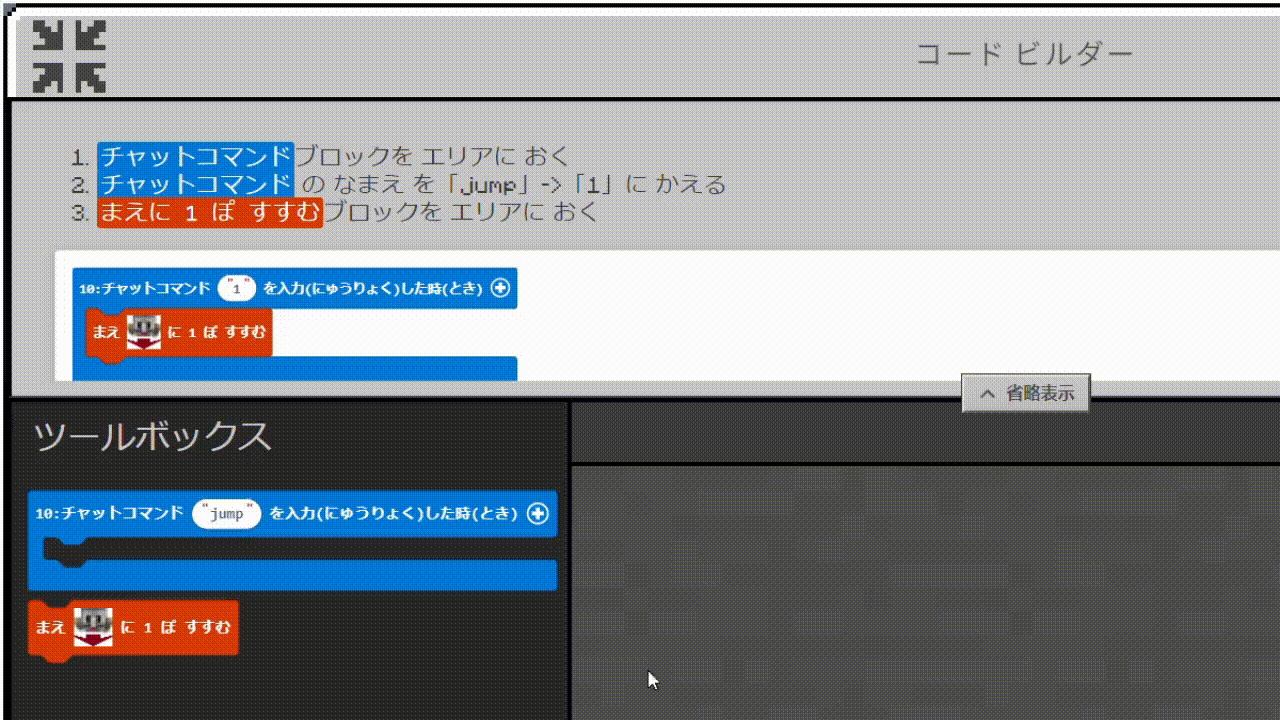 コード ビルダー
1. チャットコマンドブロックを エリアに おく
2. チャットコマンド の なまえ を「jump」->「1」に かえる
3. まえに 1 ぽ すすむブロックを エリアに おく
10:チャットコマンド "1" を入力(にゅうりょく)した時(とき)
まえ に 1 ぽ すすむ
省略表示
ツールボックス
10:チャットコマンド "jump" を入力(にゅうりょく)した時(とき)
まえ に 1 ぽ すすむ